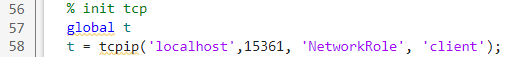 56 % init tcp
57 global t
58 t = tcpip('localhost',15361, 'NetworkRole', 'client');